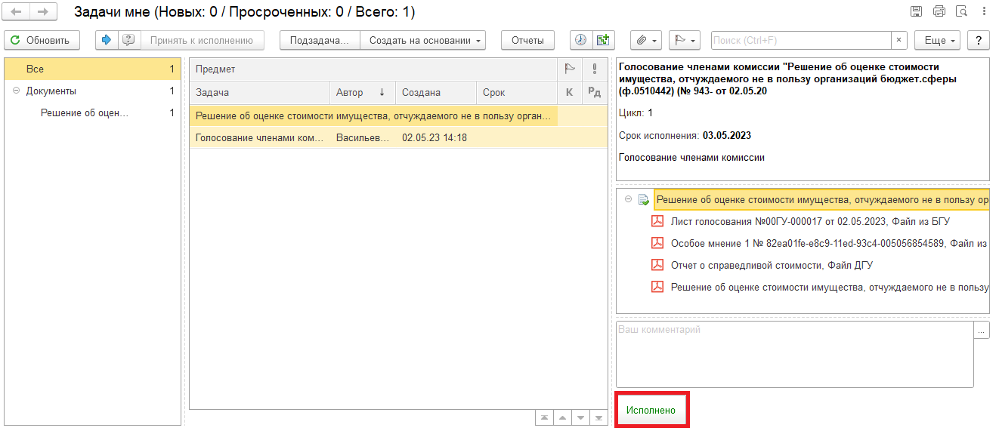 Задачи мне (Новых: 0 / Просроченных: 0 / Всего: 1)
Обновить
Принять к исполнению
Подзадача...
Создать на основании
Отчеты
Поиск (Ctrl+F)
×
Еще
?
Все 1
Документы 1
Решение об оцен... 1
Предмет
Задача Автор ↓ Создана Срок К Рд
Решение об оценке стоимости имущества, отчуждаемого не в пользу орган...
Голосование членами ком... Васильев... 02.05.23 14:18
Голосование членами комиссии "Решение об оценке стоимости
имущества, отчуждаемого не в пользу организаций бюджет.сферы
(ф.0510442) (№ 943- от 02.05.20
Цикл: 1
Срок исполнения: 03.05.2023
Голосование членами комиссии
Решение об оценке стоимости имущества, отчуждаемого не в пользу ор
Лист голосования №00ГУ-000017 от 02.05.2023, Файл из БГУ
Особое мнение 1 № 82ea01fe-e8c9-11ed-93c4-005056854589, Файл из
Отчет о справедливой стоимости, Файл ДГУ
Решение об оценке стоимости имущества, отчуждаемого не в пользу
Ваш комментарий
...
Исполнено